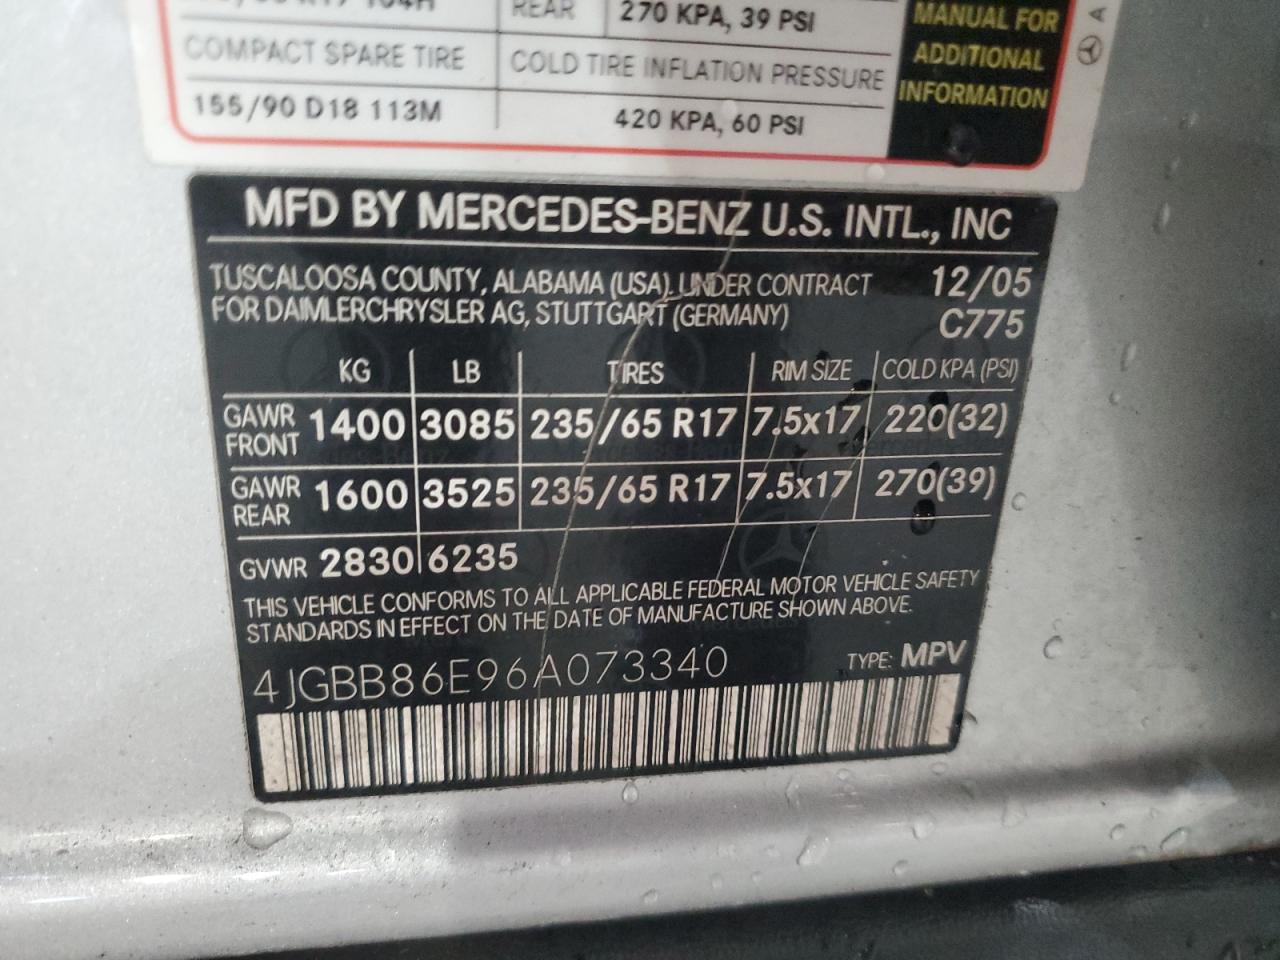 R17 104H REAR 270 KPA, 39 PSI
COMPACT SPARE TIRE COLD TIRE INFLATION PRESSURE
155/90 D18 113M 420 KPA, 60 PSI
MANUAL FOR
ADDITIONAL
INFORMATION
A
MFD BY MERCEDES-BENZ U.S. INTL., INC
TUSCALOOSA COUNTY, ALABAMA (USA), UNDER CONTRACT 12/05
FOR DAIMLERCHRYSLER AG, STUTTGART (GERMANY) C775
KG LB TIRES RIM SIZE COLD KPA (PSI)
GAWR FRONT 1400 3085 235/65 R17 7.5x17 220(32)
GAWR REAR 1600 3525 235/65 R17 7.5x17 270(39)
GVWR 2830 6235
THIS VEHICLE CONFORMS TO ALL APPLICABLE FEDERAL MOTOR VEHICLE SAFETY
STANDARDS IN EFFECT ON THE DATE OF MANUFACTURE SHOWN ABOVE.
4JGBB86E96A073340 TYPE: MPV